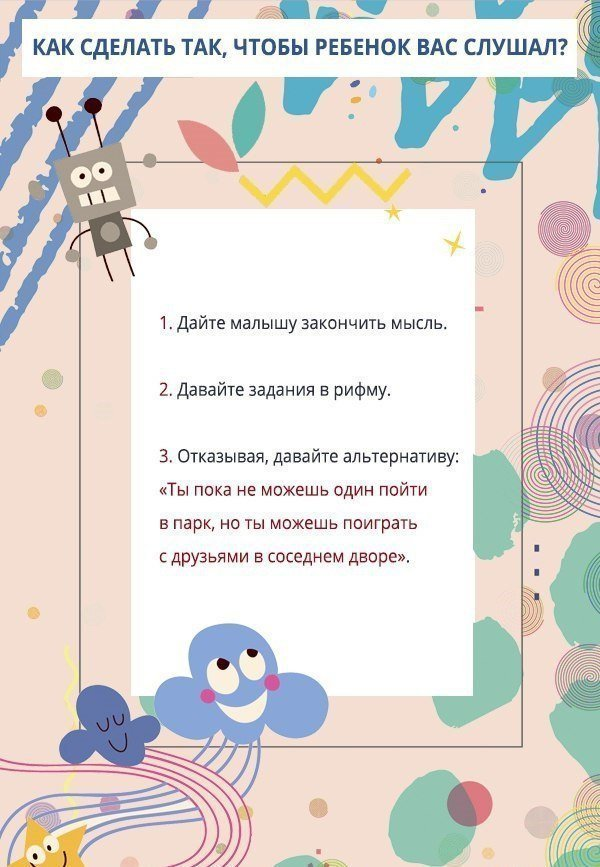 КАК СДЕЛАТЬ ТАК, ЧТОБЫ РЕБЕНОК ВАС СЛУШАЛ?
1. Дайте малышу закончить мысль.
2. Давайте задания в рифму.
3. Отказывая, давайте альтернативу:
«Ты пока не можешь один пойти
в парк, но ты можешь поиграть
с друзьями в соседнем дворе».